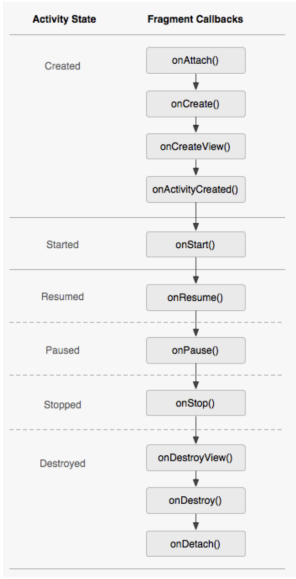 Activity State Fragment Callbacks
Created
onAttach()
onCreate()
onCreateView()
onActivityCreated()
Started onStart()
Resumed onResume()
Paused onPause()
Stopped onStop()
Destroyed
onDestroyView()
onDestroy()
onDetach()